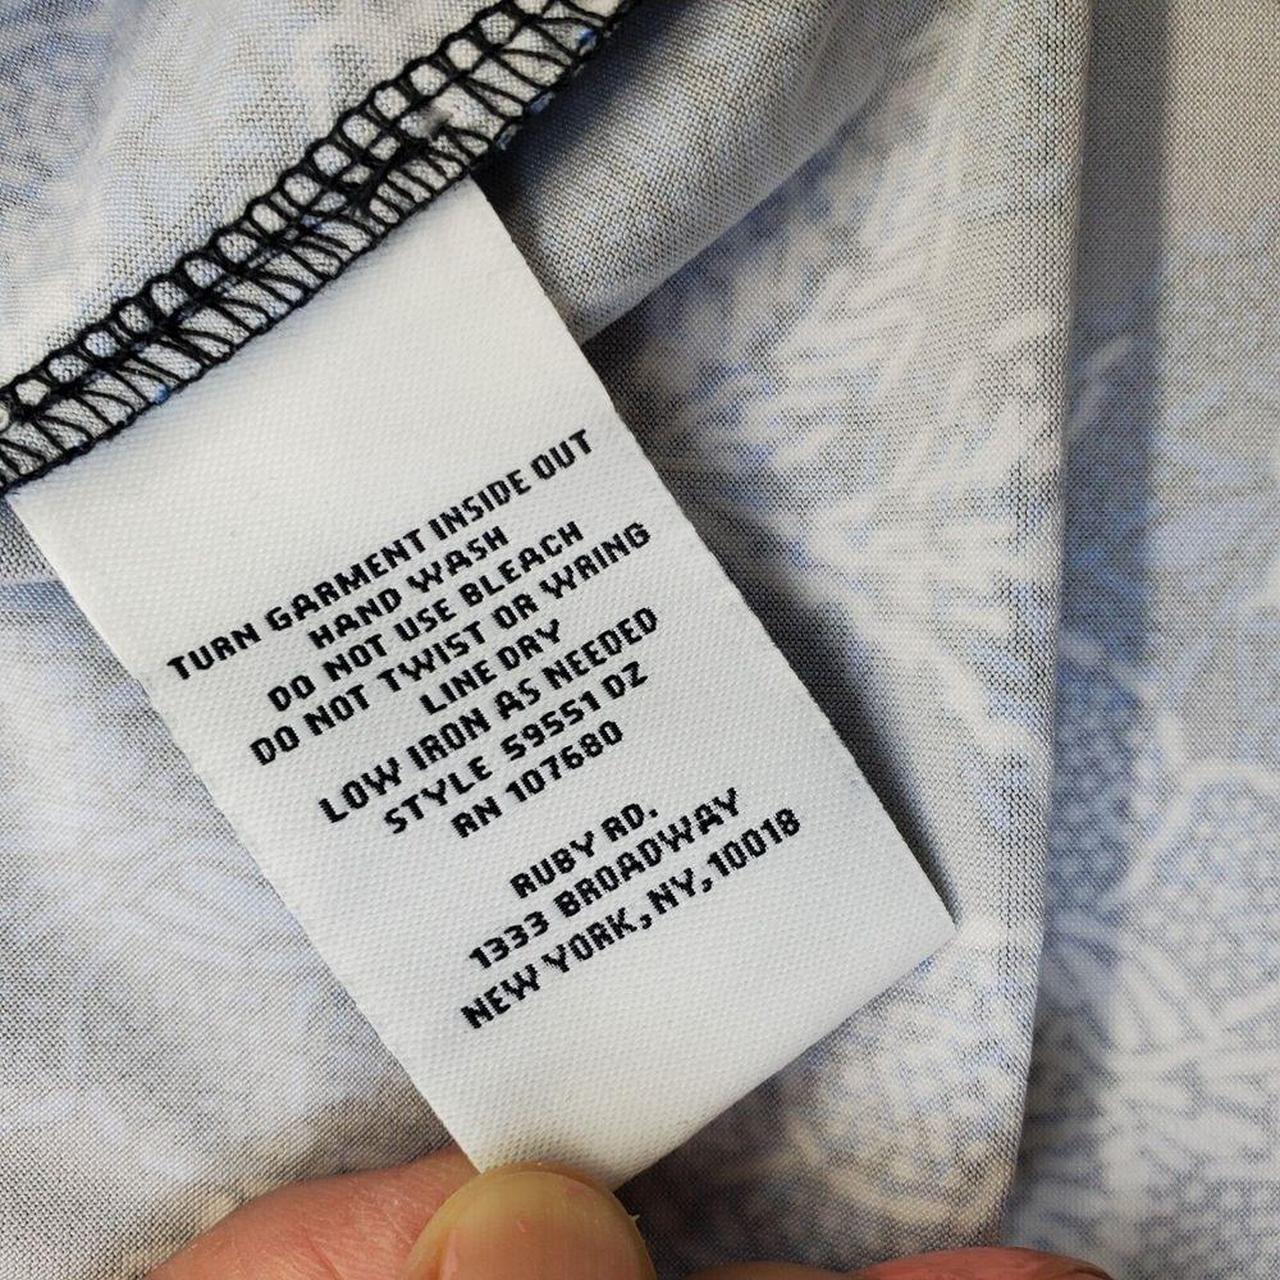 TURN GARMENT INSIDE OUT
HAND WASH
DO NOT USE BLEACH
DO NOT TWIST OR WRING
LINE DRY
LOW IRON AS NEEDED
STYLE 59551 DZ
RN 107680
RUBY RD.
1333 BROADWAY
NEW YORK, NY, 10018